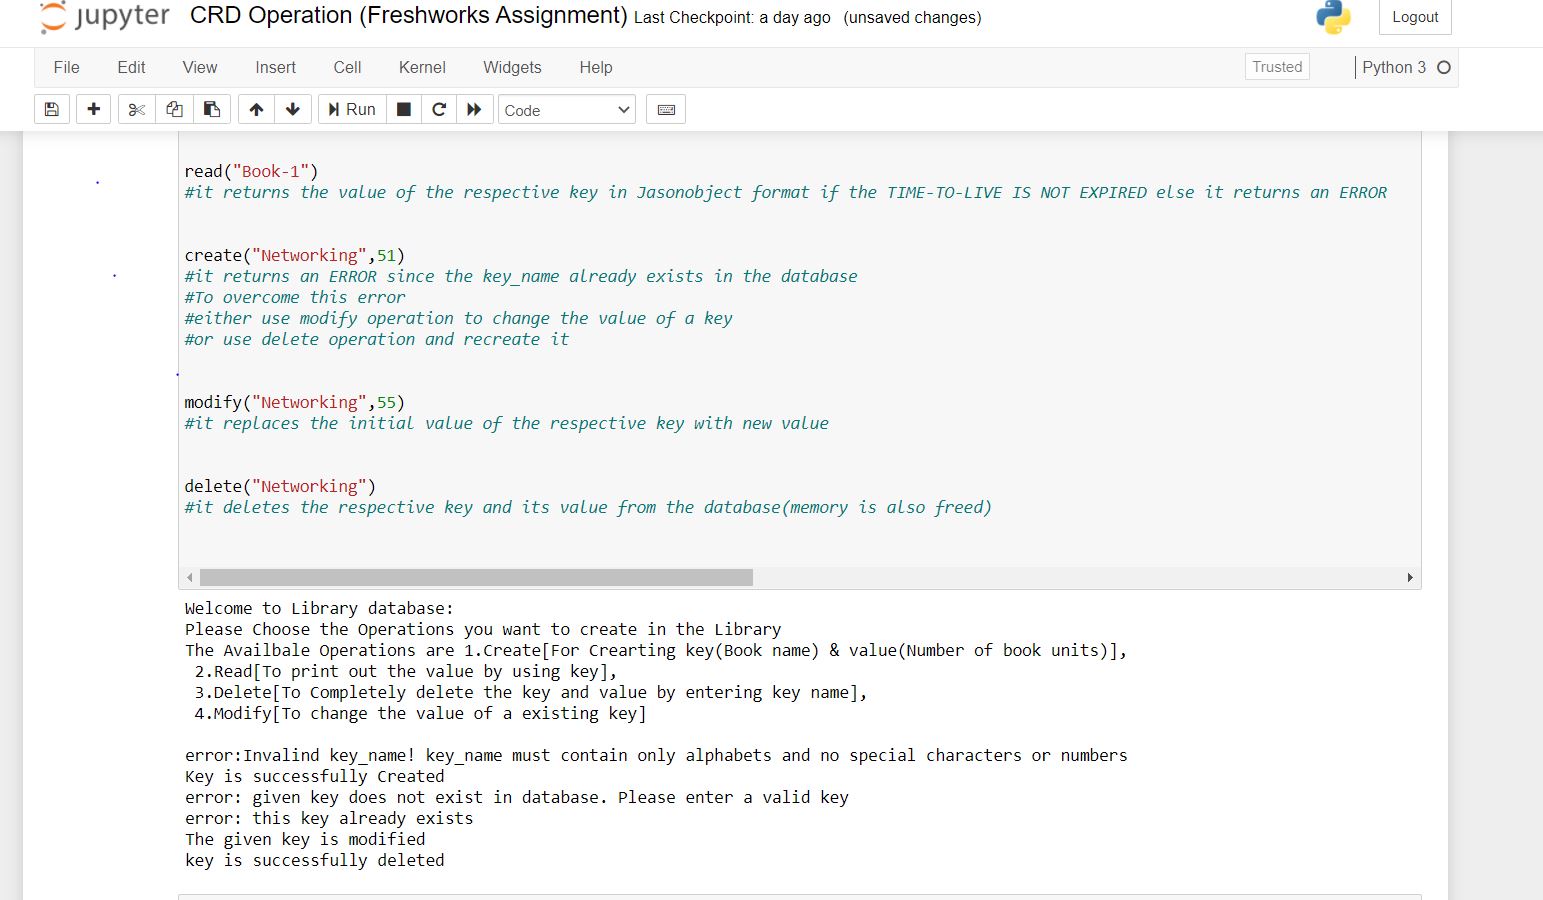 jupyter CRD Operation (Freshworks Assignment) Last Checkpoint: a day ago (unsaved changes) Logout
File Edit View Insert Cell Kernel Widgets Help Trusted Python 3
Run Code
read("Book-1")
#it returns the value of the respective key in Jasonobject format if the TIME-TO-LIVE IS NOT EXPIRED else it returns an ERROR
create("Networking",51)
#it returns an ERROR since the key_name already exists in the database
#To overcome this error
#either use modify operation to change the value of a key
#or use delete operation and recreate it
modify("Networking",55)
#it replaces the initial value of the respective key with new value
delete("Networking")
#it deletes the respective key and its value from the database(memory is also freed)
Welcome to Library database:
Please Choose the Operations you want to create in the Library
The Availbale Operations are 1.Create[For Crearting key(Book name) & value(Number of book units)],
2.Read[To print out the value by using key],
3.Delete[To Completely delete the key and value by entering key name],
4.Modify[To change the value of a existing key]
error:Invalind key_name! key_name must contain only alphabets and no special characters or numbers
Key is successfully Created
error: given key does not exist in database. Please enter a valid key
error: this key already exists
The given key is modified
key is successfully deleted